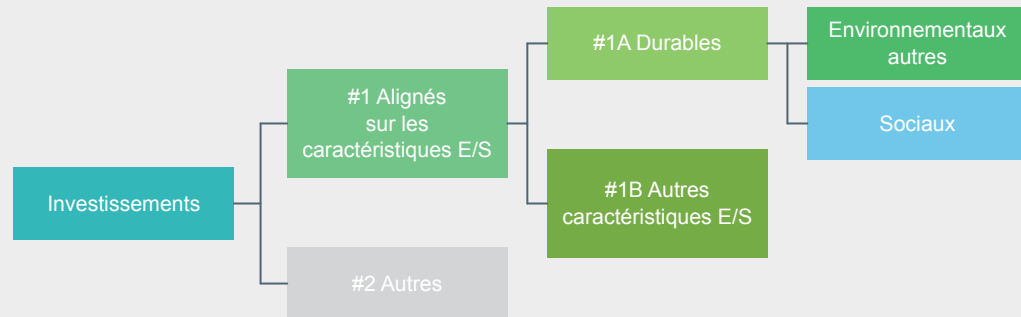 Investissements
#1 Alignés
sur les
caractéristiques E/S
#2 Autres
#1A Durables
#1B Autres
caractéristiques E/S
Environnementaux
autres
Sociaux